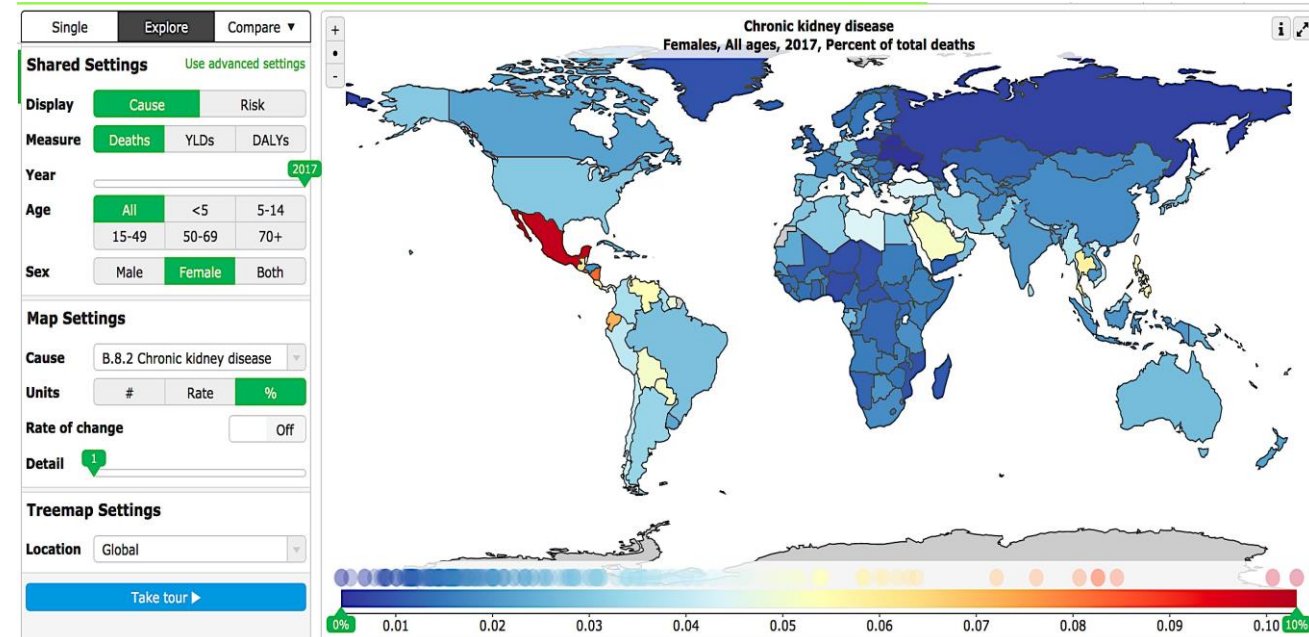 Single Explore Compare ▼
Shared Settings Use advanced settings
Display Cause Risk
Measure Deaths YLDs DALYs
Year 2017
Age All <5 5-14
15-49 50-69 70+
Sex Male Female Both
Map Settings
Cause B.8.2 Chronic kidney disease
Units # Rate %
Rate of change Off
Detail 1
Treemap Settings
Location Global
Take tour ▶
+
•
-
Chronic kidney disease
Females, All ages, 2017, Percent of total deaths
i
0% 0.01 0.02 0.03 0.04 0.05 0.06 0.07 0.08 0.09 0.10 10%